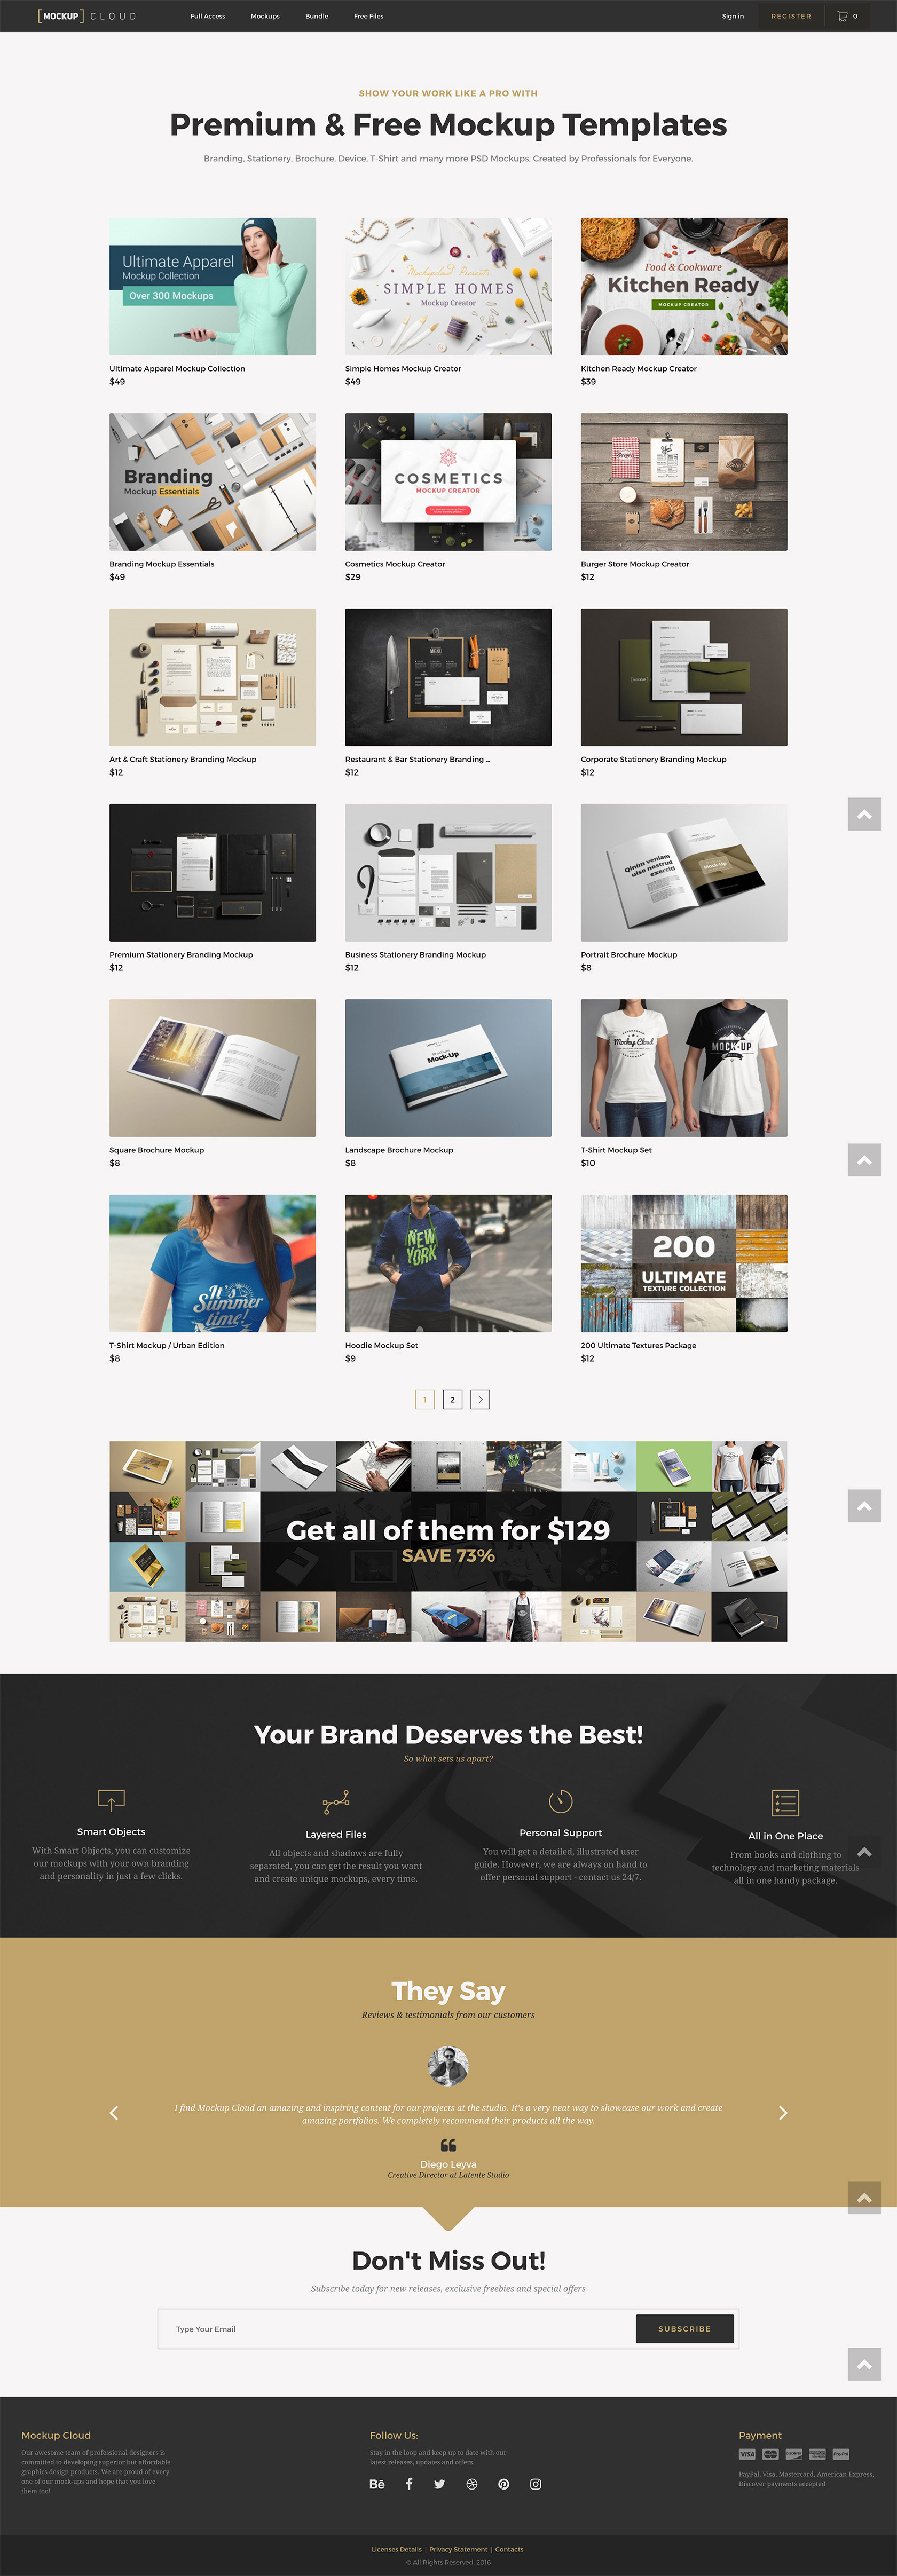 [MOCKUP] CLOUD
Full Access
Mockups
Bundle
Free Files
Sign in
REGISTER
0
SHOW YOUR WORK LIKE A PRO WITH
Premium & Free Mockup Templates
Branding, Stationery, Brochure, Device, T-Shirt and many more PSD Mockups, Created by Professionals for Everyone.
Ultimate Apparel
Mockup Collection
Over 300 Mockups
Mockupland Presents
SIMPLE HOMES
Mockup Creator
Food & Cookware
Kitchen Ready
MOCKUP CREATOR
Ultimate Apparel Mockup Collection
$49
Simple Homes Mockup Creator
$49
Kitchen Ready Mockup Creator
$39
Branding
Mockup Essentials
COSMETICS
MOCKUP CREATOR
Branding Mockup Essentials
$49
Cosmetics Mockup Creator
$29
Burger Store Mockup Creator
$12
MENU
[MOCKUP]
Art & Craft Stationery Branding Mockup
$12
Restaurant & Bar Stationery Branding ...
$12
Corporate Stationery Branding Mockup
$12
Qinim veniam
uise nostrud
exerciti
Mock-Up
Premium Stationery Branding Mockup
$12
Business Stationery Branding Mockup
$12
Portrait Brochure Mockup
$8
Brochure
Mock-Up
Mockup Cloud
MOCK-UP
Square Brochure Mockup
$8
Landscape Brochure Mockup
$8
T-Shirt Mockup Set
$10
It's
Summer
time!
NEW
YORK
200
ULTIMATE
TEXTURE COLLECTION
T-Shirt Mockup / Urban Edition
$8
Hoodie Mockup Set
$9
200 Ultimate Textures Package
$12
1
2
Get all of them for $129
SAVE 73%
Your Brand Deserves the Best!
So what sets us apart?
Smart Objects
With Smart Objects, you can customize
our mockups with your own branding
and personality in just a few clicks.
Layered Files
All objects and shadows are fully
separated, you can get the result you want
and create unique mockups, every time.
Personal Support
You will get a detailed, illustrated user
guide. However, we are always on hand to
offer personal support - contact us 24/7.
All in One Place
From books and clothing to
technology and marketing materials
all in one handy package.
They Say
Reviews & testimonials from our customers
I find Mockup Cloud an amazing and inspiring content for our projects at the studio. It's a very neat way to showcase our work and create
amazing portfolios. We completely recommend their products all the way.
Diego Leyva
Creative Director at Latente Studio
Don't Miss Out!
Subscribe today for new releases, exclusive freebies and special offers
Type Your Email
SUBSCRIBE
Mockup Cloud
Our awesome team of professional designers is
committed to developing superior but affordable
graphics design products. We are proud of every
one of our mock-ups and hope that you love
them too!
Follow Us:
Stay in the loop and keep up to date with our
latest releases, updates and offers.
Bē
Payment
VISA
PayPal
PayPal, Visa, Mastercard, American Express,
Discover payments accepted
Licenses Details | Privacy Statement | Contacts
© All Rights Reserved. 2016